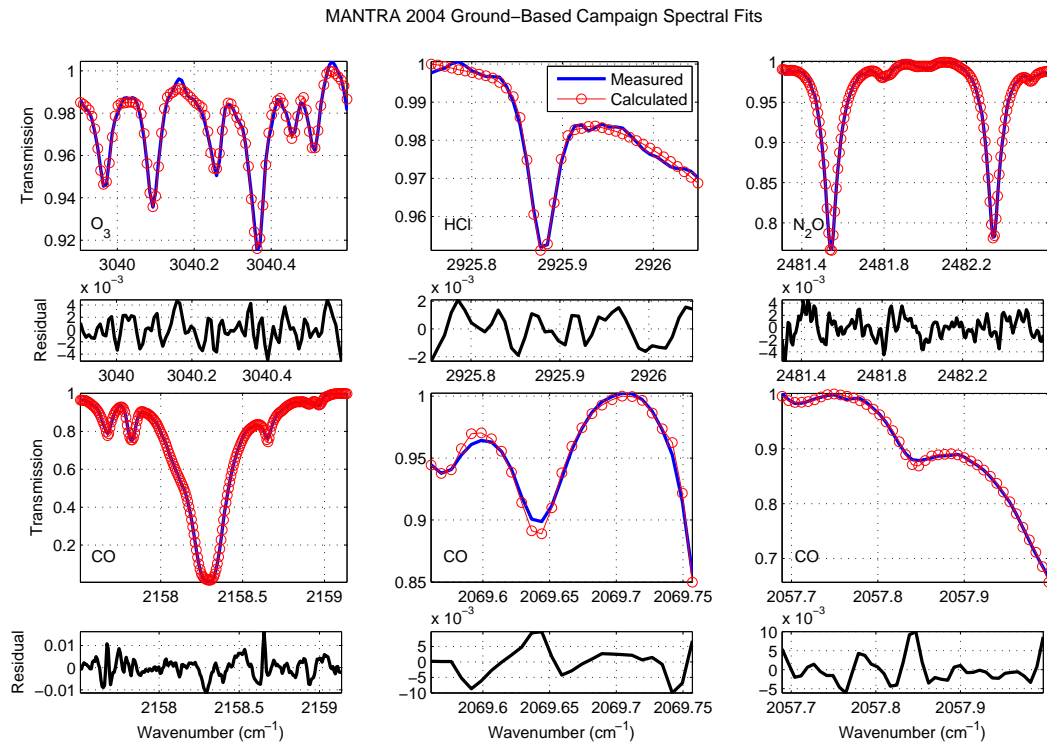 MANTRA 2004 Ground−Based Campaign Spectral Fits
1
0.98
0.96
0.94
0.92
Transmission
O3
3040 3040.2 3040.4
1
0.99
0.98
0.97
0.96
HCl
Measured
Calculated
2925.8 2925.9 2926
0.95
0.9
0.85
0.8
N2O
2481.4 2481.8 2482.2
x 10−3
4
2
0
−2
−4
Residual
3040 3040.2 3040.4
x 10−3
2
0
−2
2925.8 2925.9 2926
x 10−3
4
2
0
−2
−4
2481.4 2481.8 2482.2
1
0.8
0.6
0.4
0.2
Transmission
CO
2158 2158.5 2159
1
0.95
0.9
0.85
CO
2069.6 2069.65 2069.7 2069.75
1
0.9
0.8
0.7
CO
2057.7 2057.8 2057.9
0.01
0
−0.01
Residual
2158 2158.5 2159
Wavenumber (cm−1)
x 10−3
5
0
−5
−10
2069.6 2069.65 2069.7 2069.75
Wavenumber (cm−1)
x 10−3
10
5
0
−5
2057.7 2057.8 2057.9
Wavenumber (cm−1)